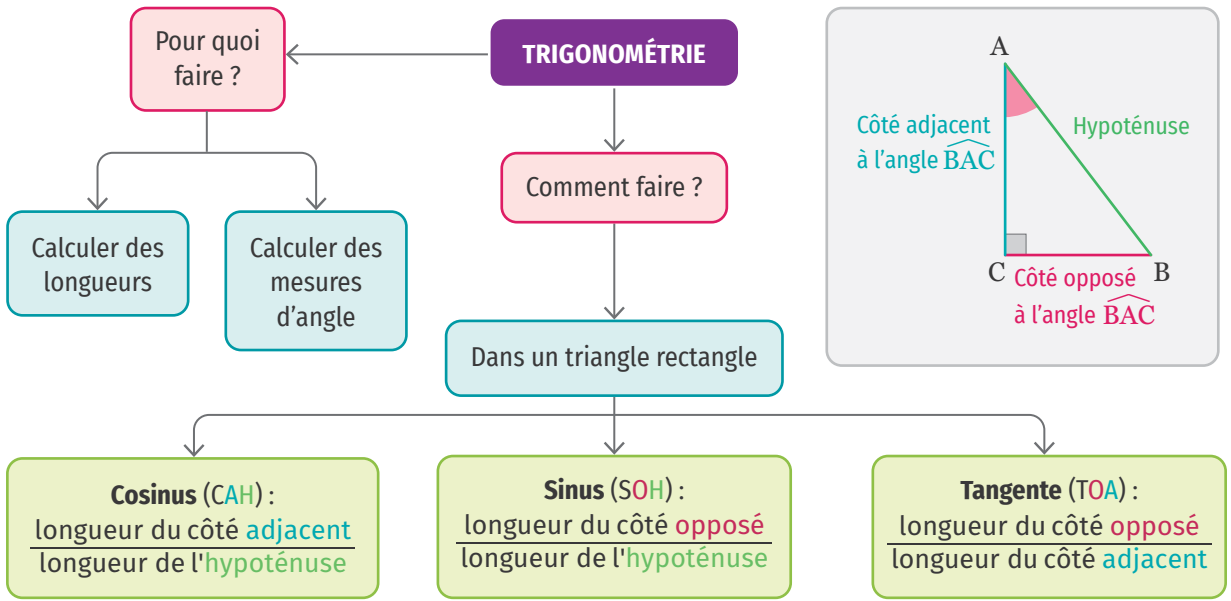 TRIGONOMÉTRIE
Pour quoi
faire ?
Calculer des
longueurs
Calculer des
mesures
d’angle
Comment faire ?
Dans un triangle rectangle
Cosinus (CAH) :
longueur du côté adjacent
longueur de l'hypoténuse
Sinus (SOH) :
longueur du côté opposé
longueur de l'hypoténuse
Tangente (TOA) :
longueur du côté opposé
longueur du côté adjacent
A
Côté adjacent
à l’angle BAC
Hypoténuse
C
B
Côté opposé
à l’angle BAC